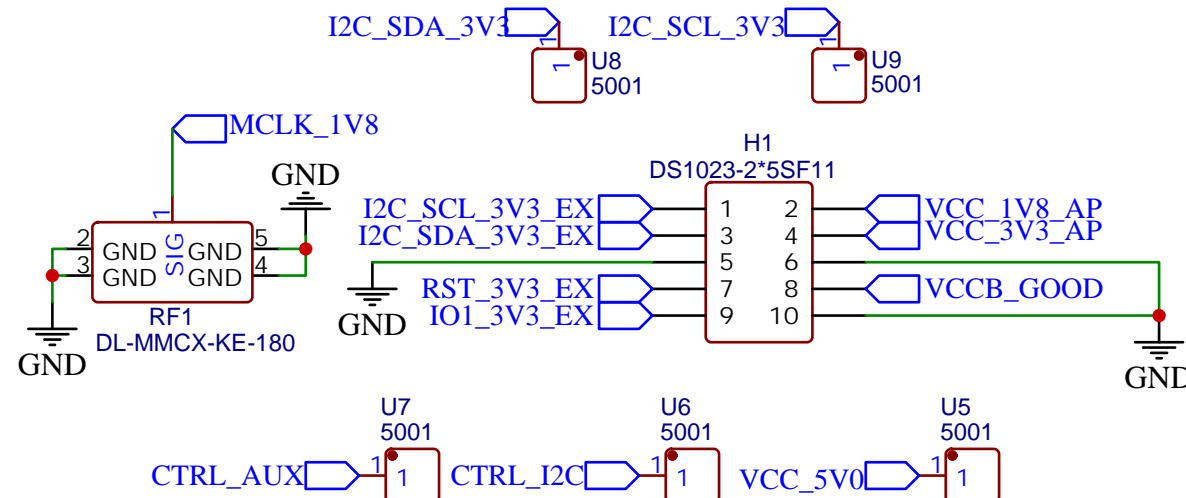 I2C_SDA_3V3
1
1
U8
5001
I2C_SCL_3V3
1
1
U9
5001
MCLK_1V8
1
GND
2
3
GND
GND
SIG
GND
GND
5
4
RF1
DL-MMCX-KE-180
GND
H1
DS1023-2*5SF11
I2C_SCL_3V3_EX
1
2
VCC_1V8_AP
I2C_SDA_3V3_EX
3
4
VCC_3V3_AP
5
6
RST_3V3_EX
7
8
VCCB_GOOD
IO1_3V3_EX
9
10
GND
GND
U7
5001
CTRL_AUX
1
1
U6
5001
CTRL_I2C
1
1
U5
5001
VCC_5V0
1
1